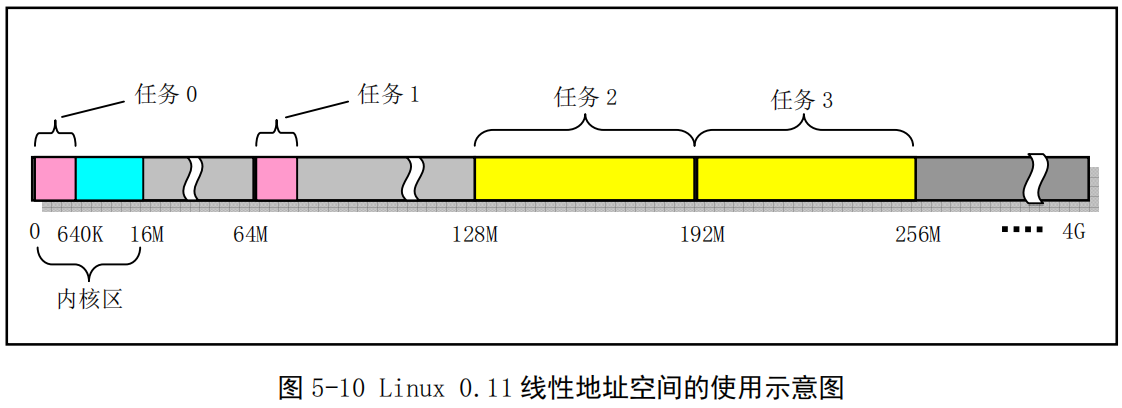 任务 0
任务 1
任务 2
任务 3
0 640K 16M 64M 128M 192M 256M 4G
内核区
图 5-10 Linux 0.11 线性地址空间的使用示意图